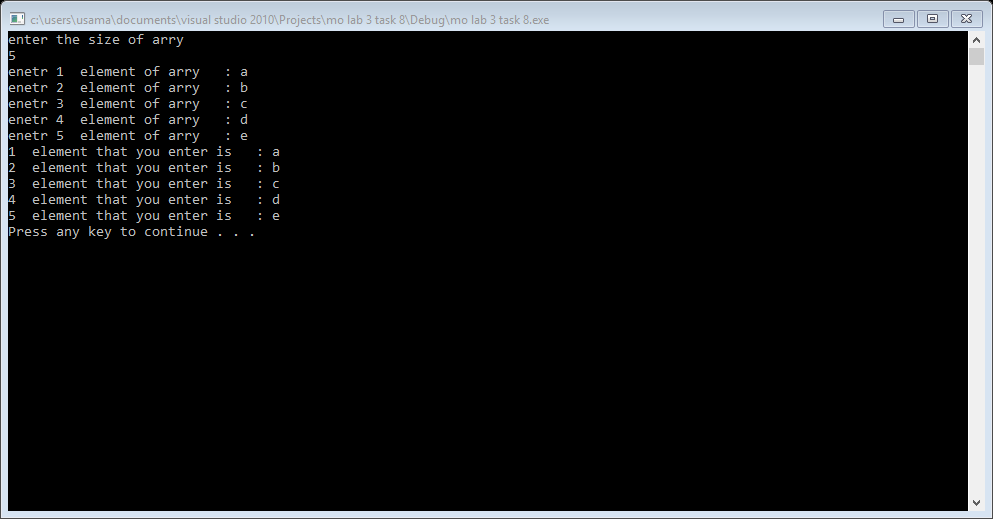 c:\users\usama\documents\visual studio 2010\Projects\mo lab 3 task 8\Debug\mo lab 3 task 8.exe
enter the size of arry
5
enetr 1  element of arry   : a
enetr 2  element of arry   : b
enetr 3  element of arry   : c
enetr 4  element of arry   : d
enetr 5  element of arry   : e
1  element that you enter is   : a
2  element that you enter is   : b
3  element that you enter is   : c
4  element that you enter is   : d
5  element that you enter is   : e
Press any key to continue . . .